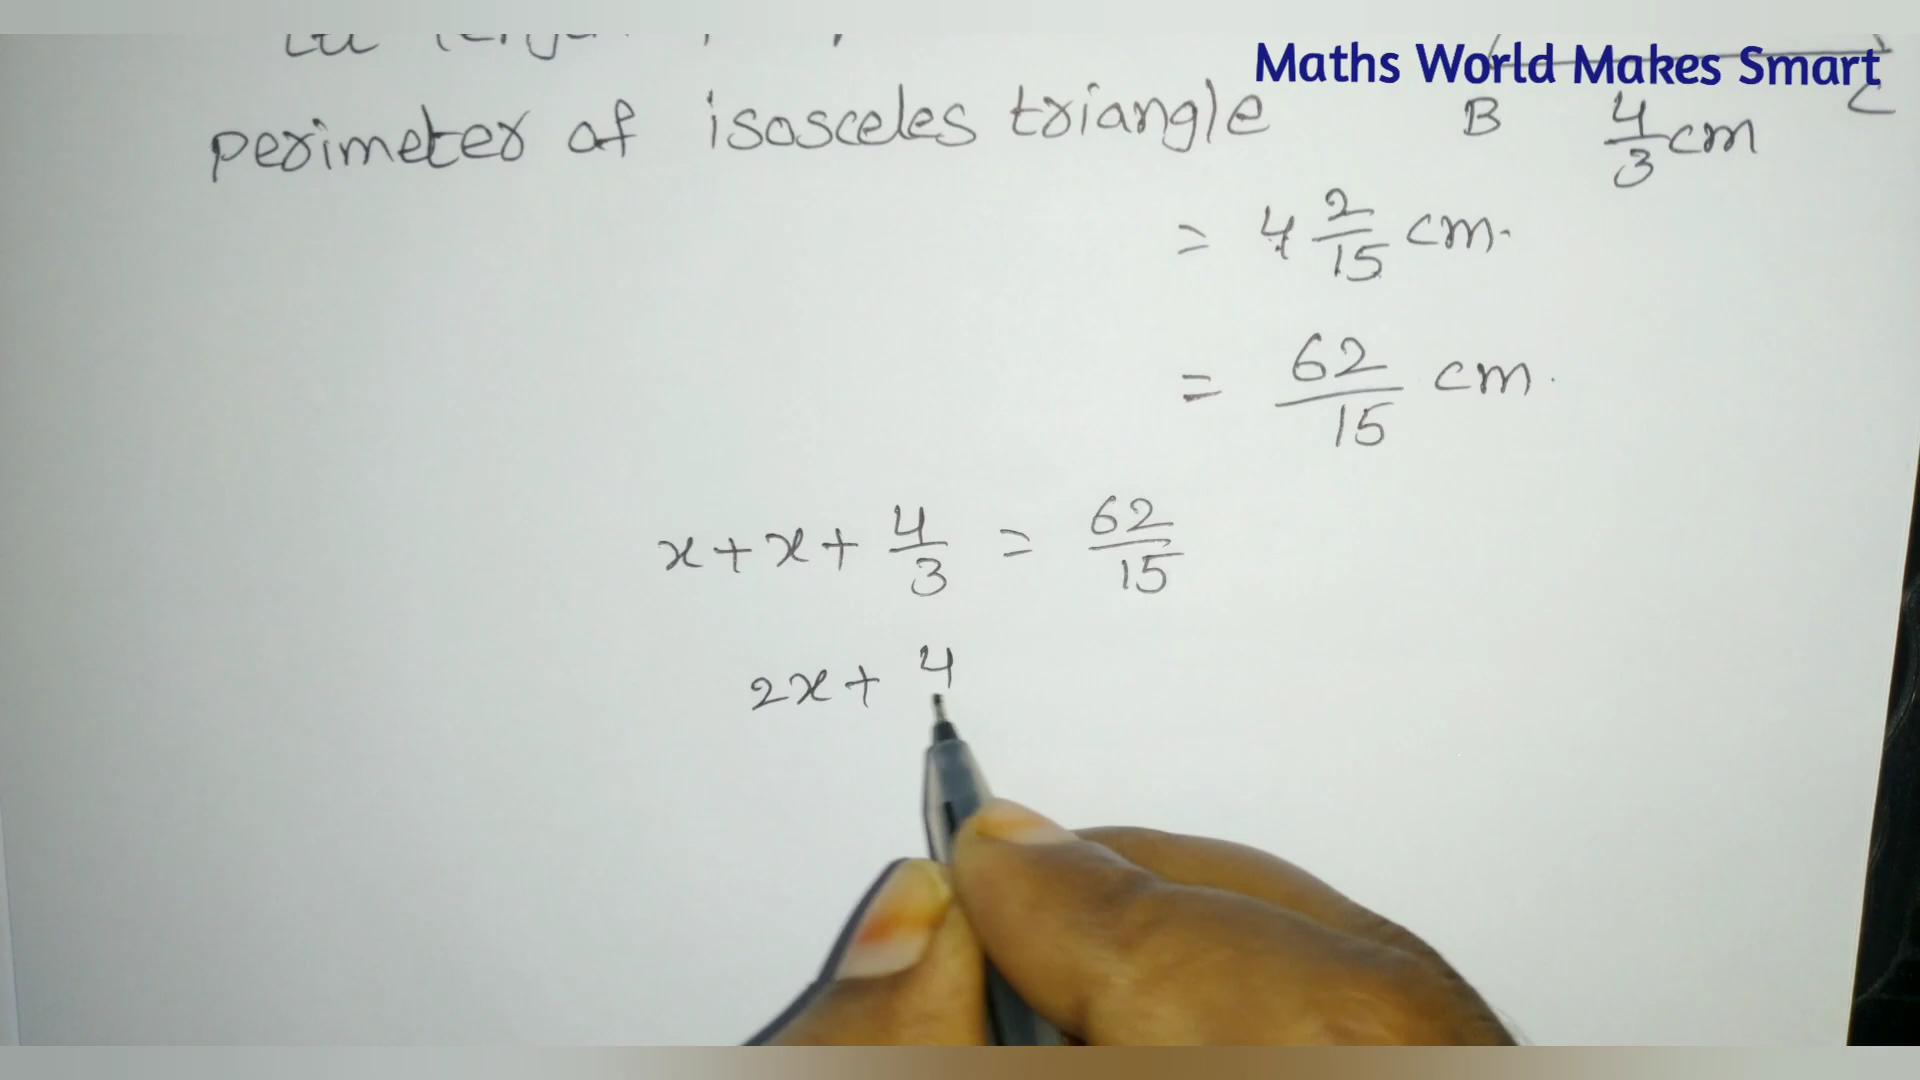 Maths World Makes Smart
perimeter of isosceles triangle
B 4/3 cm C
= 4 2/15 cm.
= 62/15 cm.
x + x + 4/3 = 62/15
2x + 4